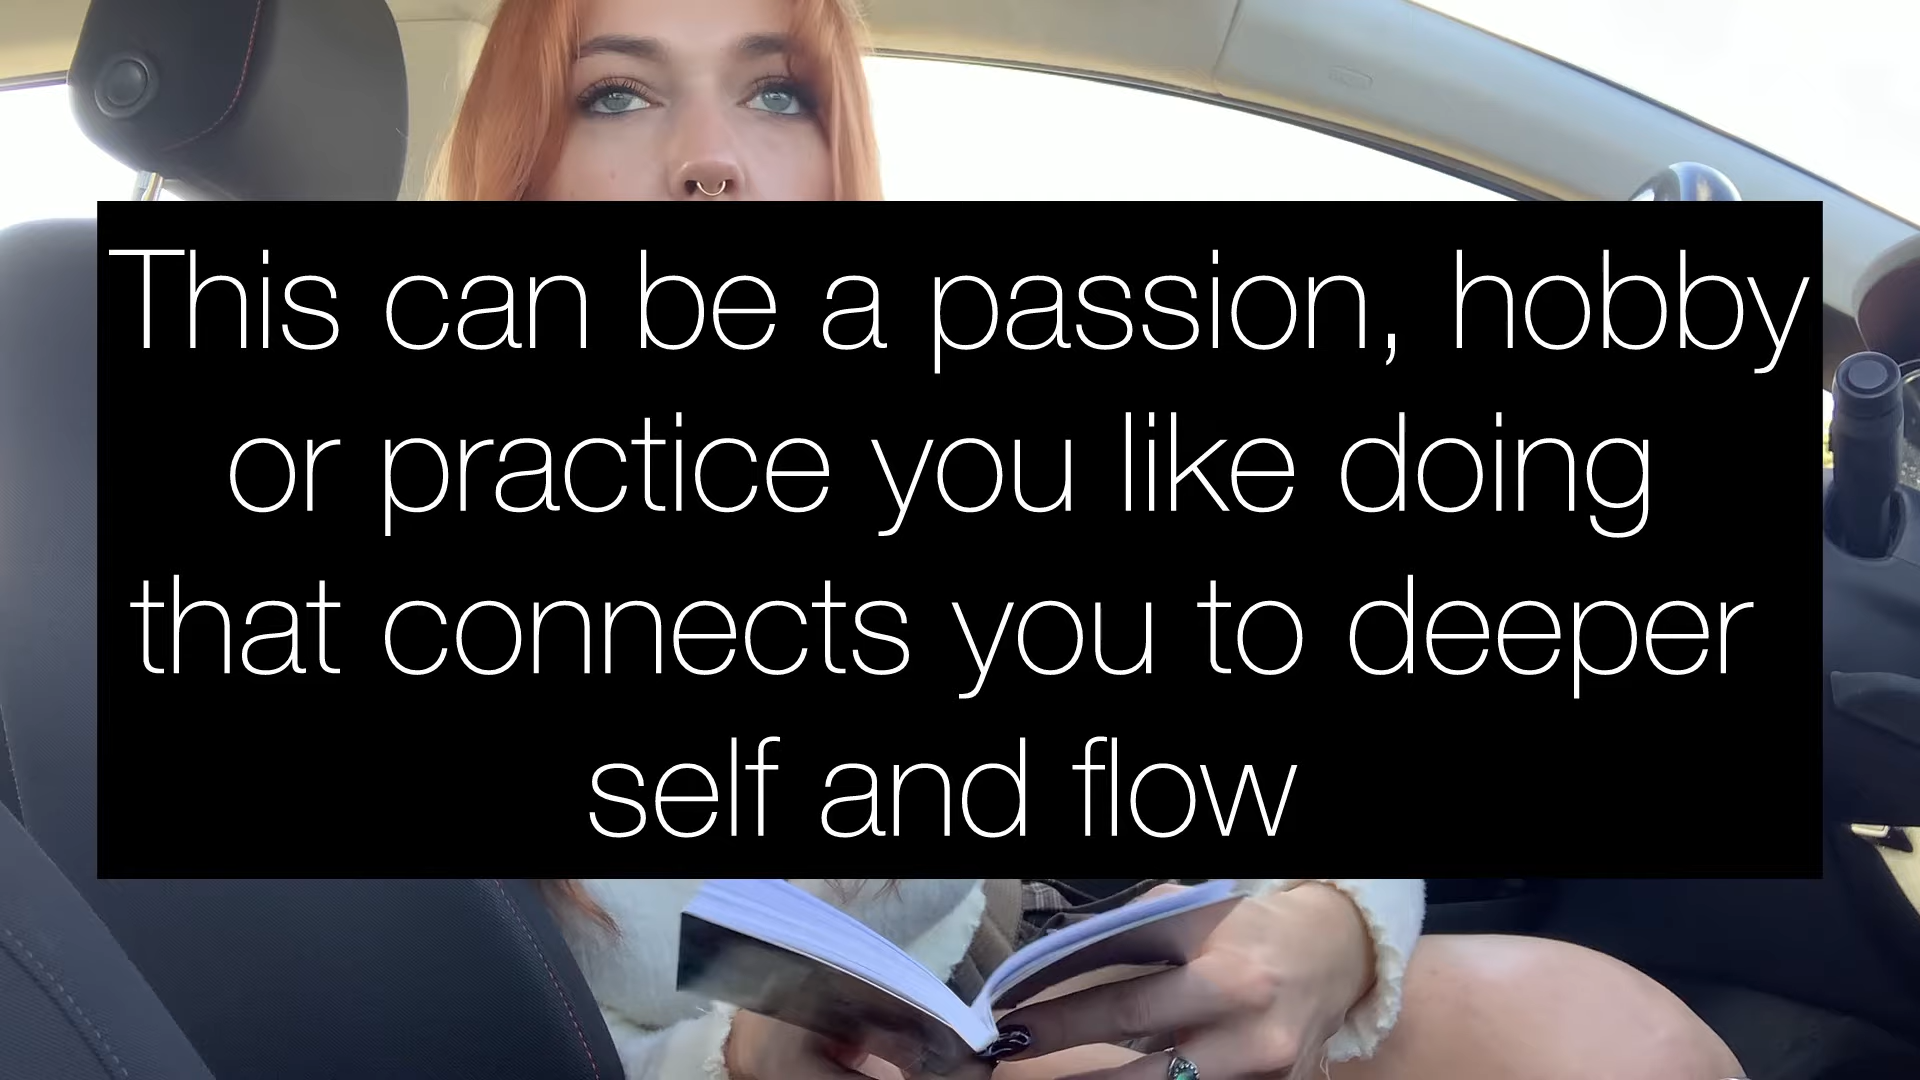 This can be a passion, hobby
or practice you like doing
that connects you to deeper
self and flow